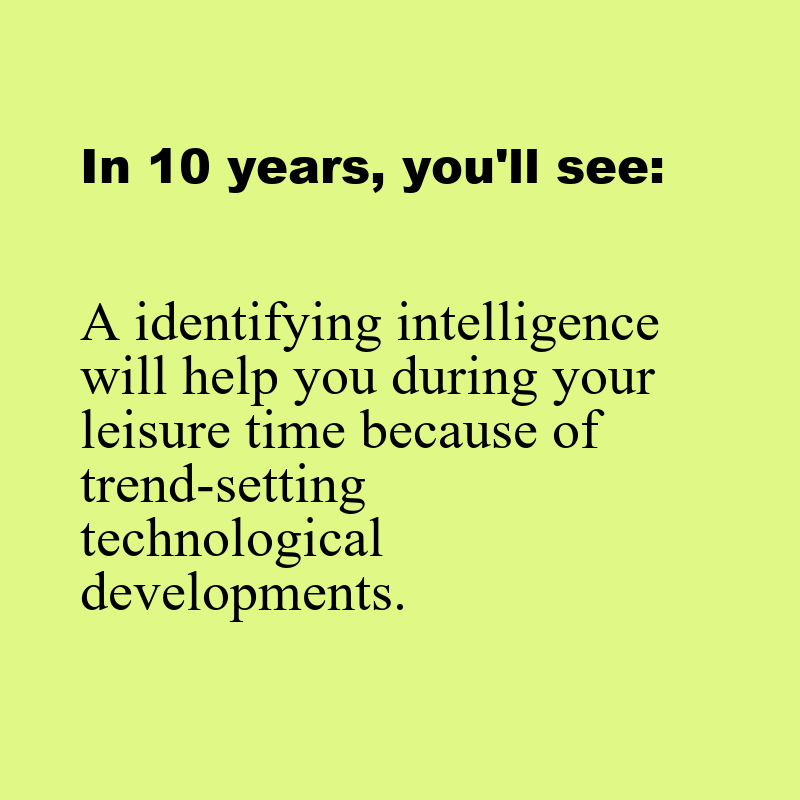 In 10 years, you'll see:
A identifying intelligence
will help you during your
leisure time because of
trend-setting
technological
developments.